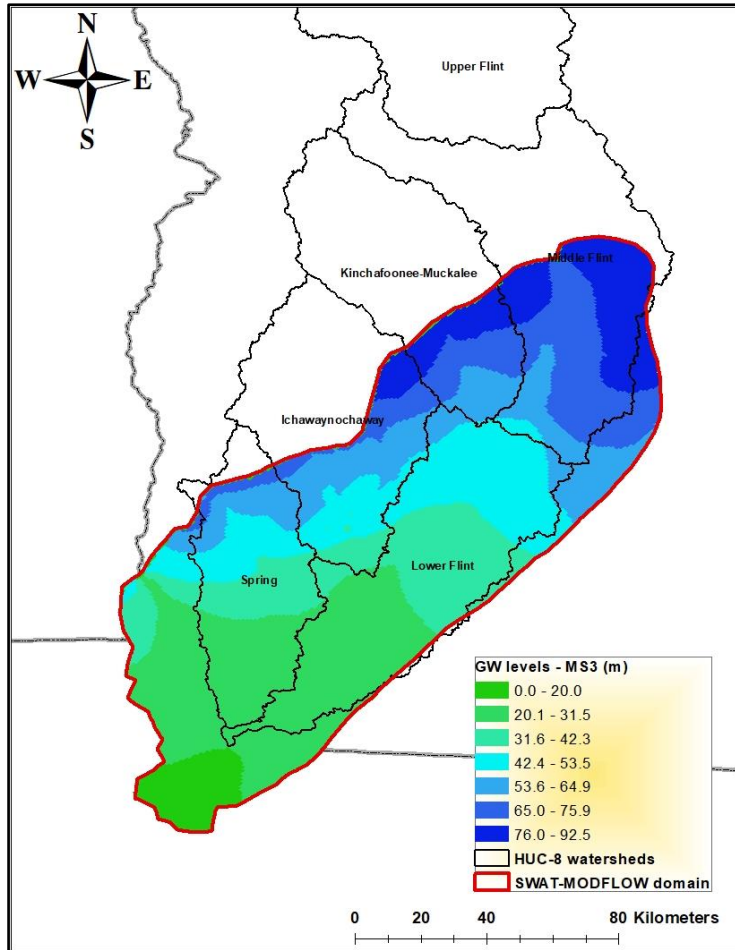 N
W E
S
Upper Flint
Middle Flint
Kinchafoonee-Muckalee
Ichawaynochaway
Lower Flint
Spring
GW levels - MS3 (m)
0.0 - 20.0
20.1 - 31.5
31.6 - 42.3
42.4 - 53.5
53.6 - 64.9
65.0 - 75.9
76.0 - 92.5
HUC-8 watersheds
SWAT-MODFLOW domain
0 20 40 80 Kilometers